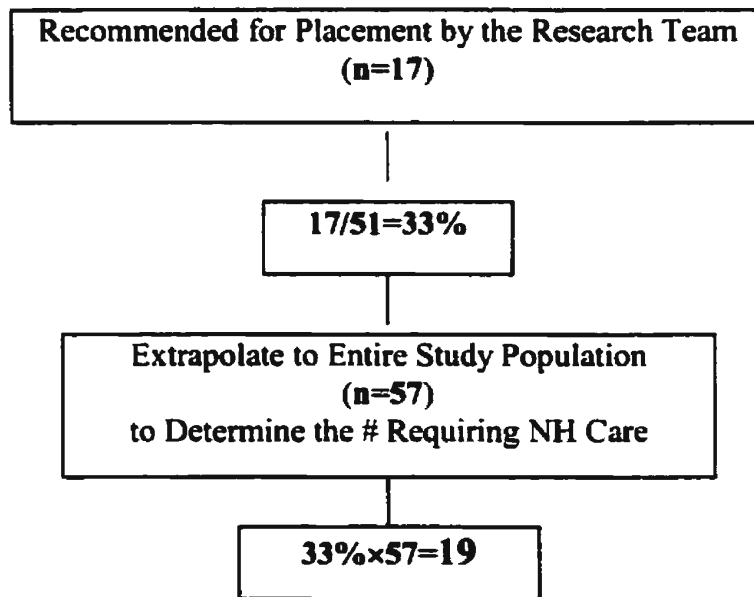 Recommended for Placement by the Research Team
(n=17)
17/51=33%
Extrapolate to Entire Study Population
(n=57)
to Determine the # Requiring NH Care
33%×57=19